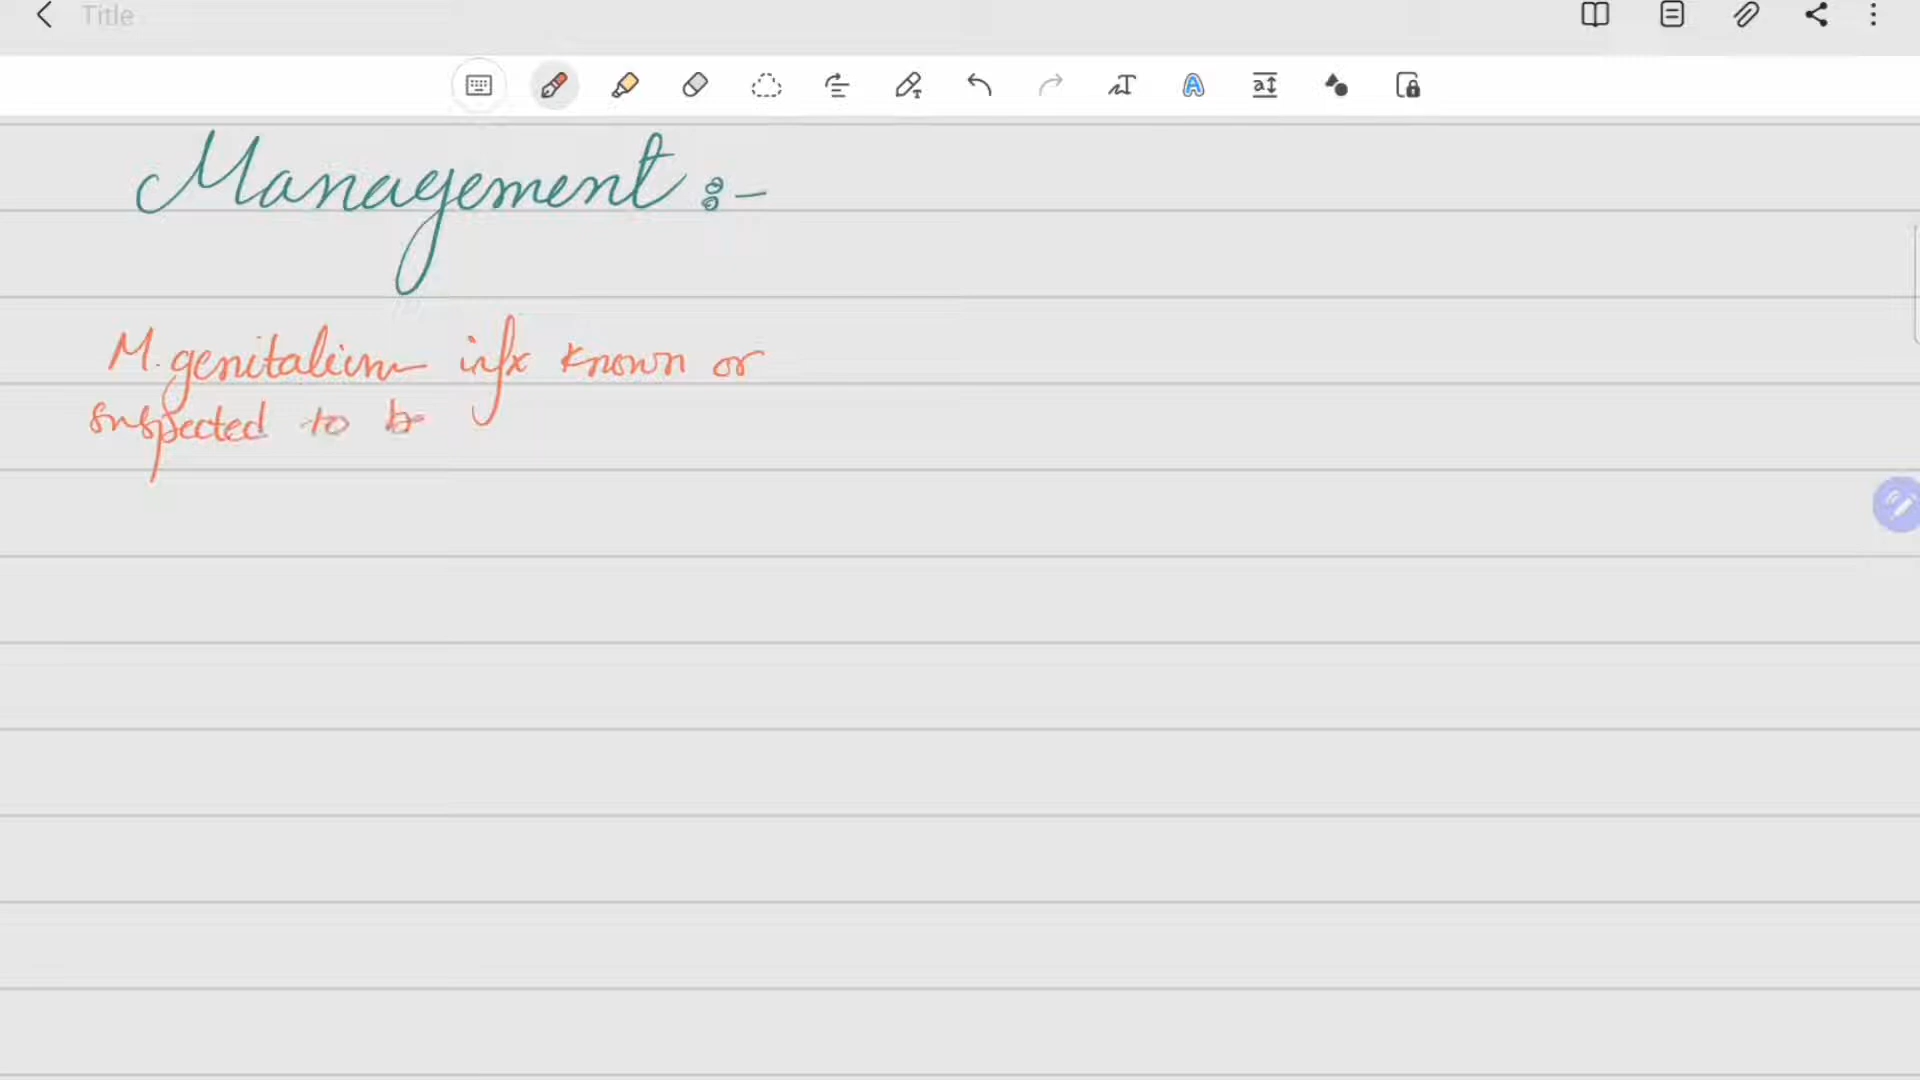 Title
Management :-
M. genitalium infx known or
suspected to be